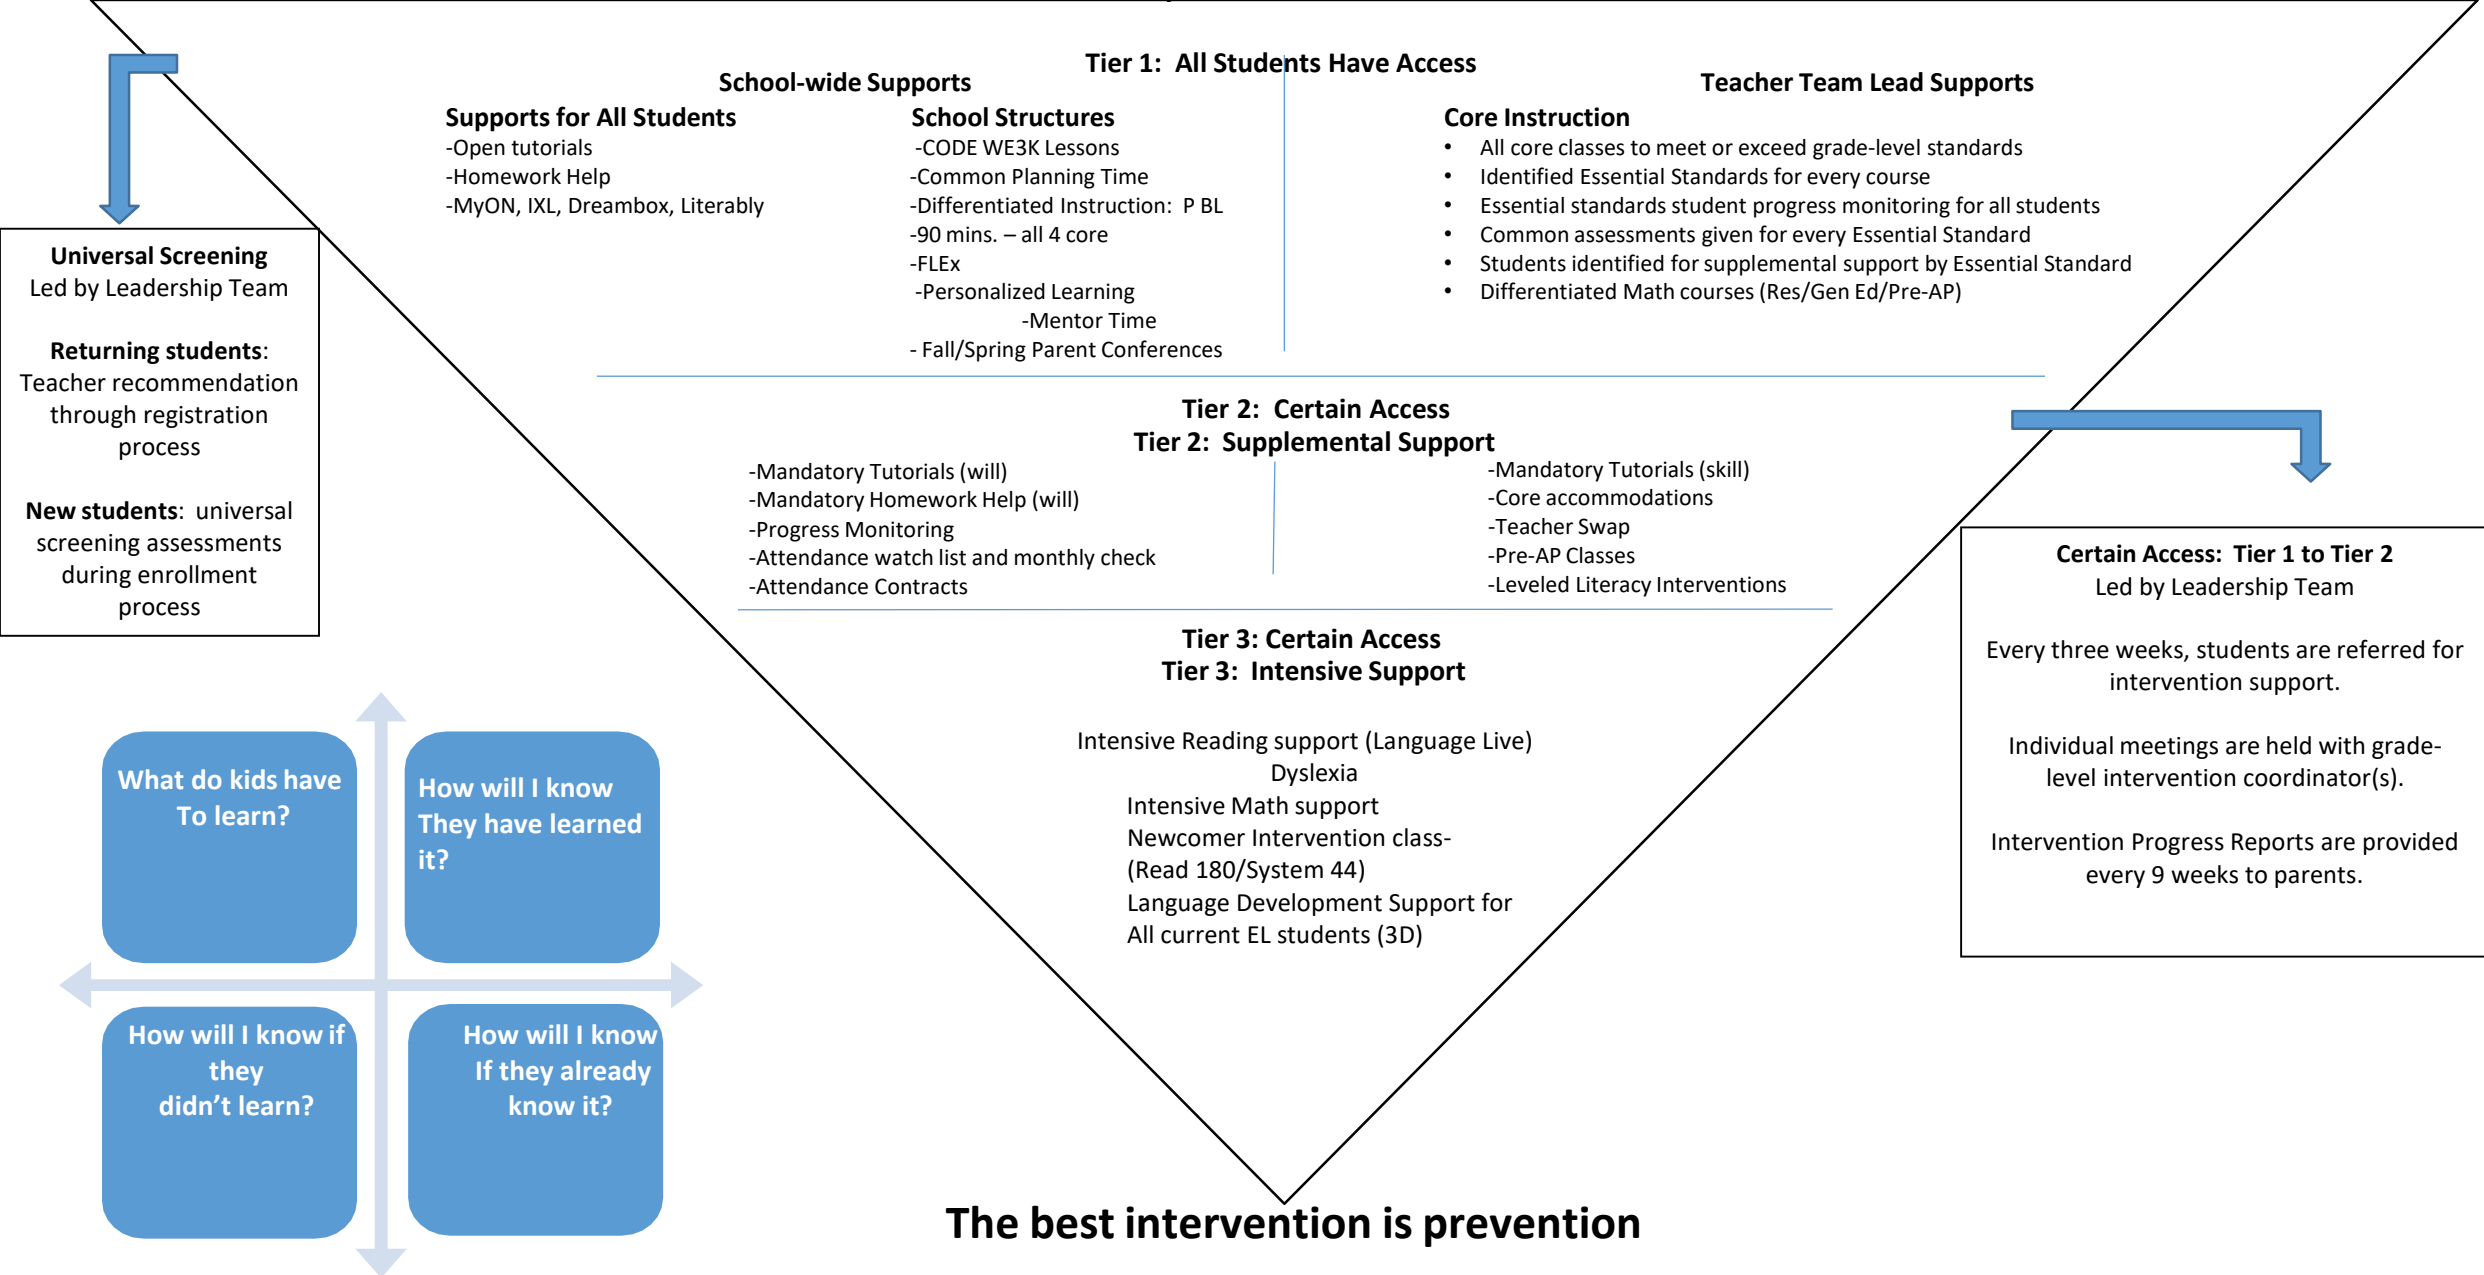 Tier 1:  All Students Have Access
School-wide Supports
Teacher Team Lead Supports
Supports for All Students
-Open tutorials
-Homework Help
-MyON, IXL, Dreambox, Literably
School Structures
-CODE WE3K Lessons
-Common Planning Time
-Differentiated Instruction:  P BL
-90 mins. – all 4 core
-FLEx
-Personalized Learning
-Mentor Time
- Fall/Spring Parent Conferences
Core Instruction
• All core classes to meet or exceed grade-level standards
• Identified Essential Standards for every course
• Essential standards student progress monitoring for all students
• Common assessments given for every Essential Standard
• Students identified for supplemental support by Essential Standard
• Differentiated Math courses (Res/Gen Ed/Pre-AP)
Universal Screening
Led by Leadership Team
Returning students:
Teacher recommendation
through registration
process
New students:  universal
screening assessments
during enrollment
process
Tier 2:  Certain Access
Tier 2:  Supplemental Support
-Mandatory Tutorials (will)
-Mandatory Homework Help (will)
-Progress Monitoring
-Attendance watch list and monthly check
-Attendance Contracts
-Mandatory Tutorials (skill)
-Core accommodations
-Teacher Swap
-Pre-AP Classes
-Leveled Literacy Interventions
Certain Access:  Tier 1 to Tier 2
Led by Leadership Team
Every three weeks, students are referred for
intervention support.
Individual meetings are held with grade-
level intervention coordinator(s).
Intervention Progress Reports are provided
every 9 weeks to parents.
Tier 3: Certain Access
Tier 3:  Intensive Support
Intensive Reading support (Language Live)
Dyslexia
Intensive Math support
Newcomer Intervention class-
(Read 180/System 44)
Language Development Support for
All current EL students (3D)
What do kids have
To learn?
How will I know
They have learned
it?
How will I know if
they
didn't learn?
How will I know
If they already
know it?
The best intervention is prevention